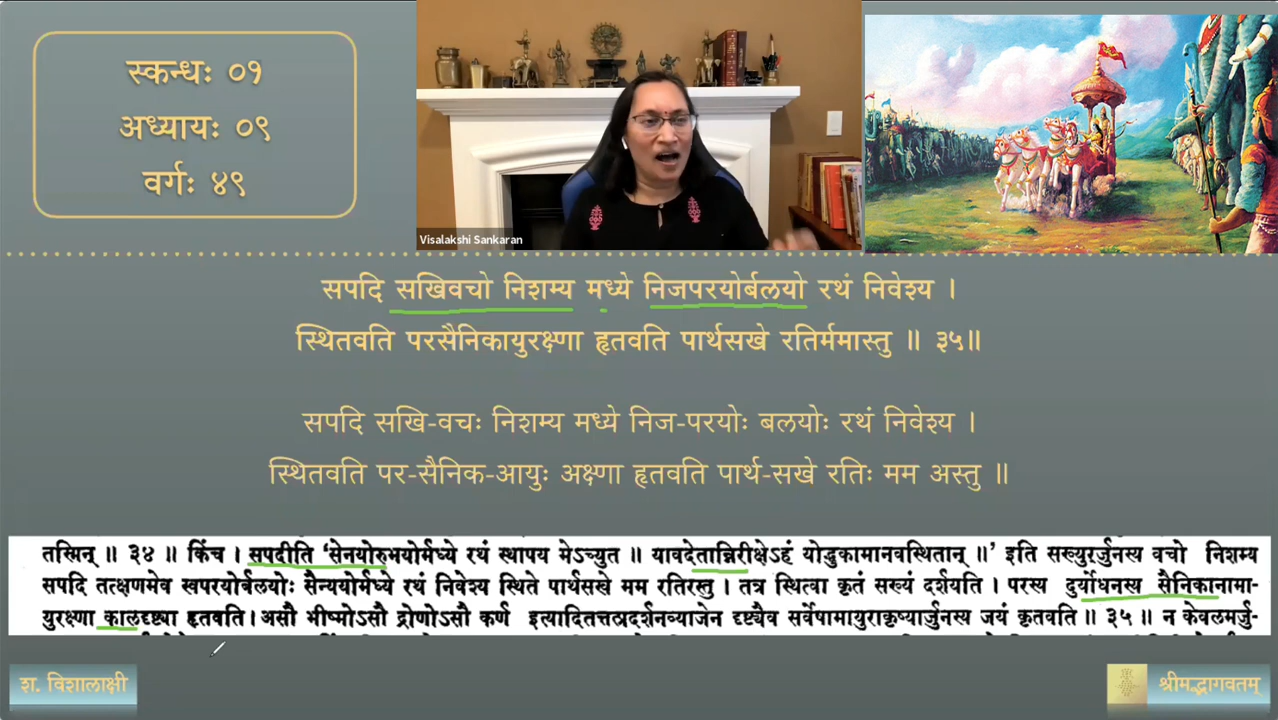 स्कन्धः ०१
अध्यायः ०९
वर्गः ४९
Visalakshi Sankaran
सपदि सखिवचो निशम्य मध्ये निजपरयोर्बलयो रथं निवेश्य ।
स्थितवति परसैनिकायुरक्ष्णा हृतवति पार्थसखे रतिर्ममास्तु ॥ ३५॥
सपदि सखि-वचः निशम्य मध्ये निज-परयोः बलयोः रथं निवेश्य ।
स्थितवति पर-सैनिक-आयुः अक्ष्णा हृतवति पार्थ-सखे रतिः मम अस्तु ॥
तस्मिन् ॥ ३४ ॥ किंच । सपदीति 'सेनयोरुभयोर्मध्ये रथं स्थापय मेऽच्युत ॥ यावदेतान्निरीक्षेऽहं योद्धुकामानवस्थितान् ॥' इति सख्युरर्जुनस्य वचो निशम्य
सपदि तत्क्षणमेव स्वपरयोर्बलयोः सैन्ययोर्मध्ये रथं निवेश्य स्थिते पार्थसखे मम रतिरस्तु । तत्र स्थित्वा कृतं सख्यं दर्शयति । परस्य दुर्योधनस्य सैनिकानामा-
युरक्ष्णा कालदृष्ट्या हृतवति । असौ भीष्मोऽसौ द्रोणोऽसौ कर्ण इत्यादितत्तत्प्रदर्शनव्याजेन दृष्ट्यैव सर्वेषामायुराकृष्यार्जुनस्य जयं कृतवति ॥ ३५ ॥ न केवलमर्जु-
श. विशालाक्षी
श्रीमद्भागवतम्